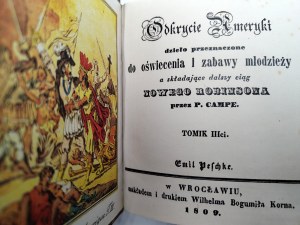 Odkrycie Ameryki
dzieło przeznaczone
do oświecenia i zabawy młodzieży
a składające dalszy ciąg
NOWEGO ROBINSONA
przez P. CAMPE.
TOMIK IIIci.
Emil Peschke.
w WROCŁAWIU,
nakładem i drukiem Wilhelma Bogumiła Korna.
1809.